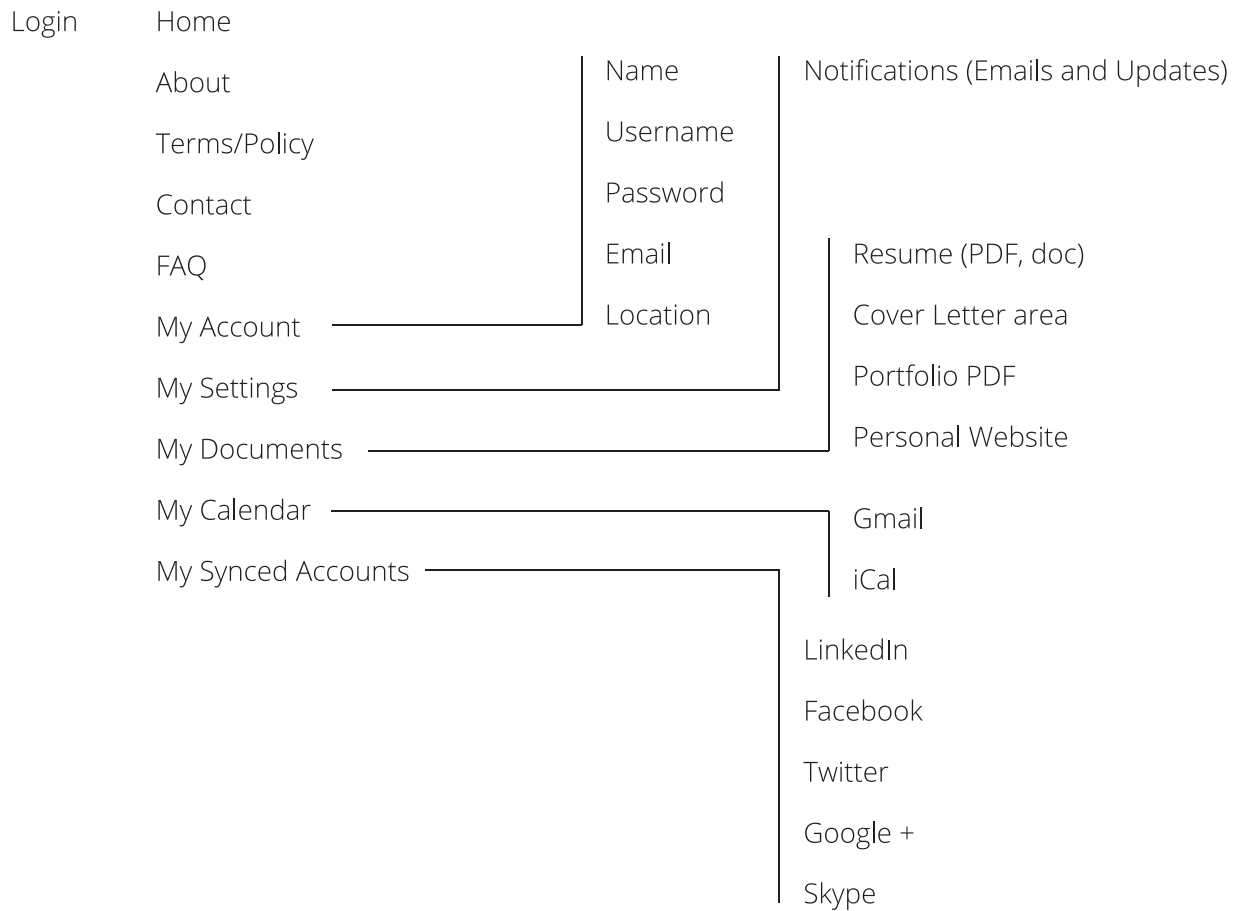 Login
Home
About
Terms/Policy
Contact
FAQ
My Account
My Settings
My Documents
My Calendar
My Synced Accounts
Name
Username
Password
Email
Location
Notifications (Emails and Updates)
Resume (PDF, doc)
Cover Letter area
Portfolio PDF
Personal Website
Gmail
iCal
LinkedIn
Facebook
Twitter
Google +
Skype